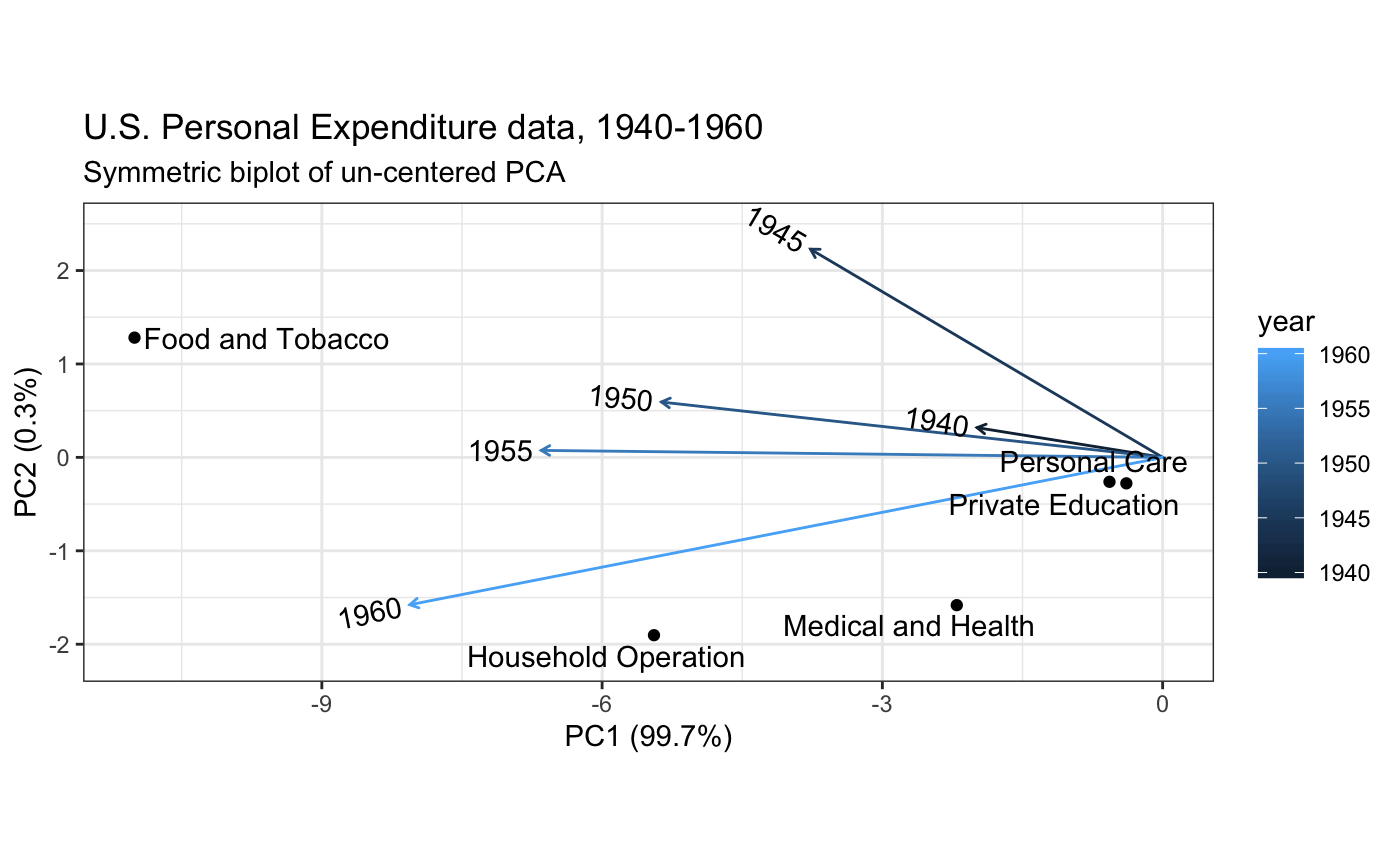 U.S. Personal Expenditure data, 1940-1960
Symmetric biplot of un-centered PCA
PC2 (0.3%)
2
1
0
-1
-2
1945
Food and Tobacco
1950
1940
1955
Personal Care
Private Education
1960
Medical and Health
Household Operation
-9
-6
-3
0
PC1 (99.7%)
year
1960
1955
1950
1945
1940